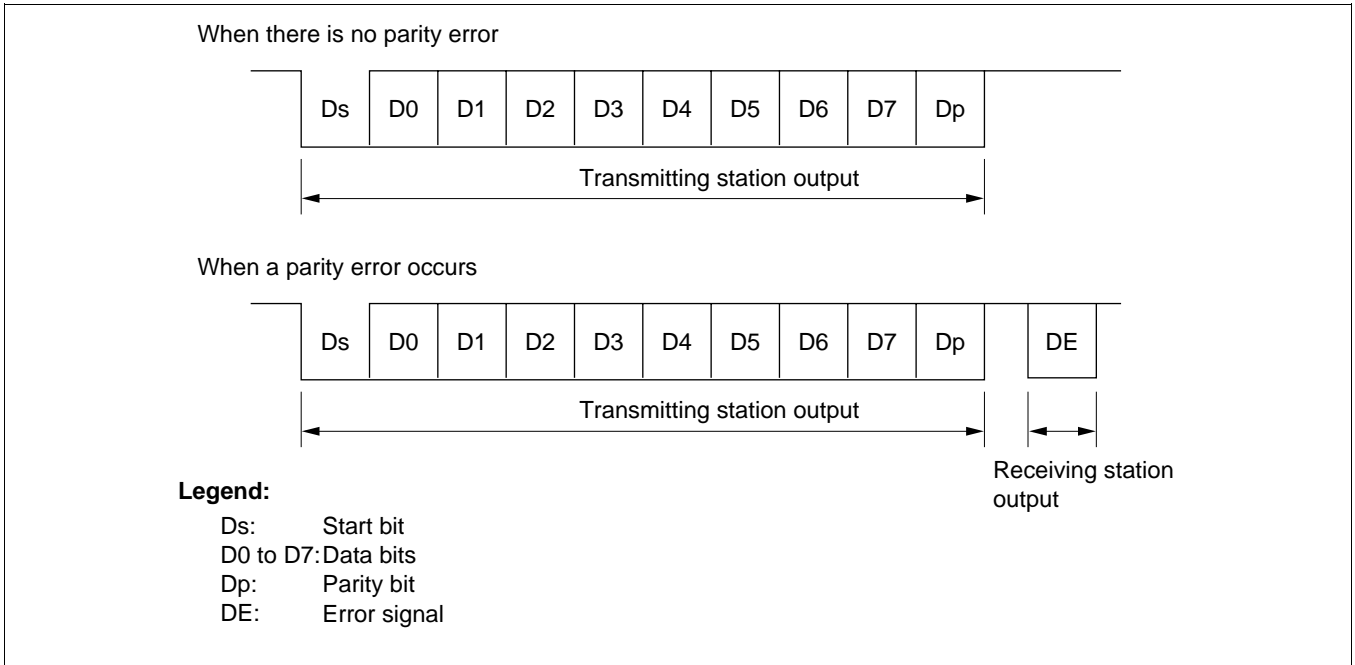 When there is no parity error
Ds D0 D1 D2 D3 D4 D5 D6 D7 Dp
Transmitting station output
When a parity error occurs
Ds D0 D1 D2 D3 D4 D5 D6 D7 Dp DE
Transmitting station output
Receiving station
output
Legend:
Ds: Start bit
D0 to D7: Data bits
Dp: Parity bit
DE: Error signal